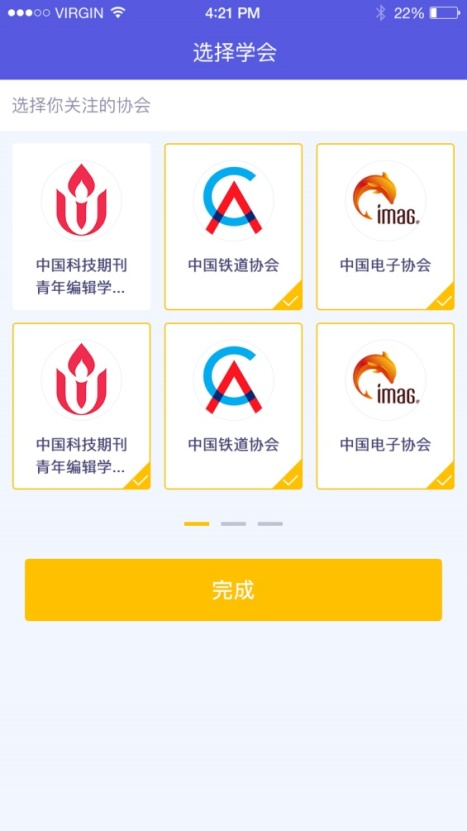 VIRGIN 4:21 PM 22%
选择学会
选择你关注的协会
中国科技期刊
青年编辑学...
中国铁道协会
imag®
中国电子协会
中国科技期刊
青年编辑学...
中国铁道协会
imag®
中国电子协会
完成